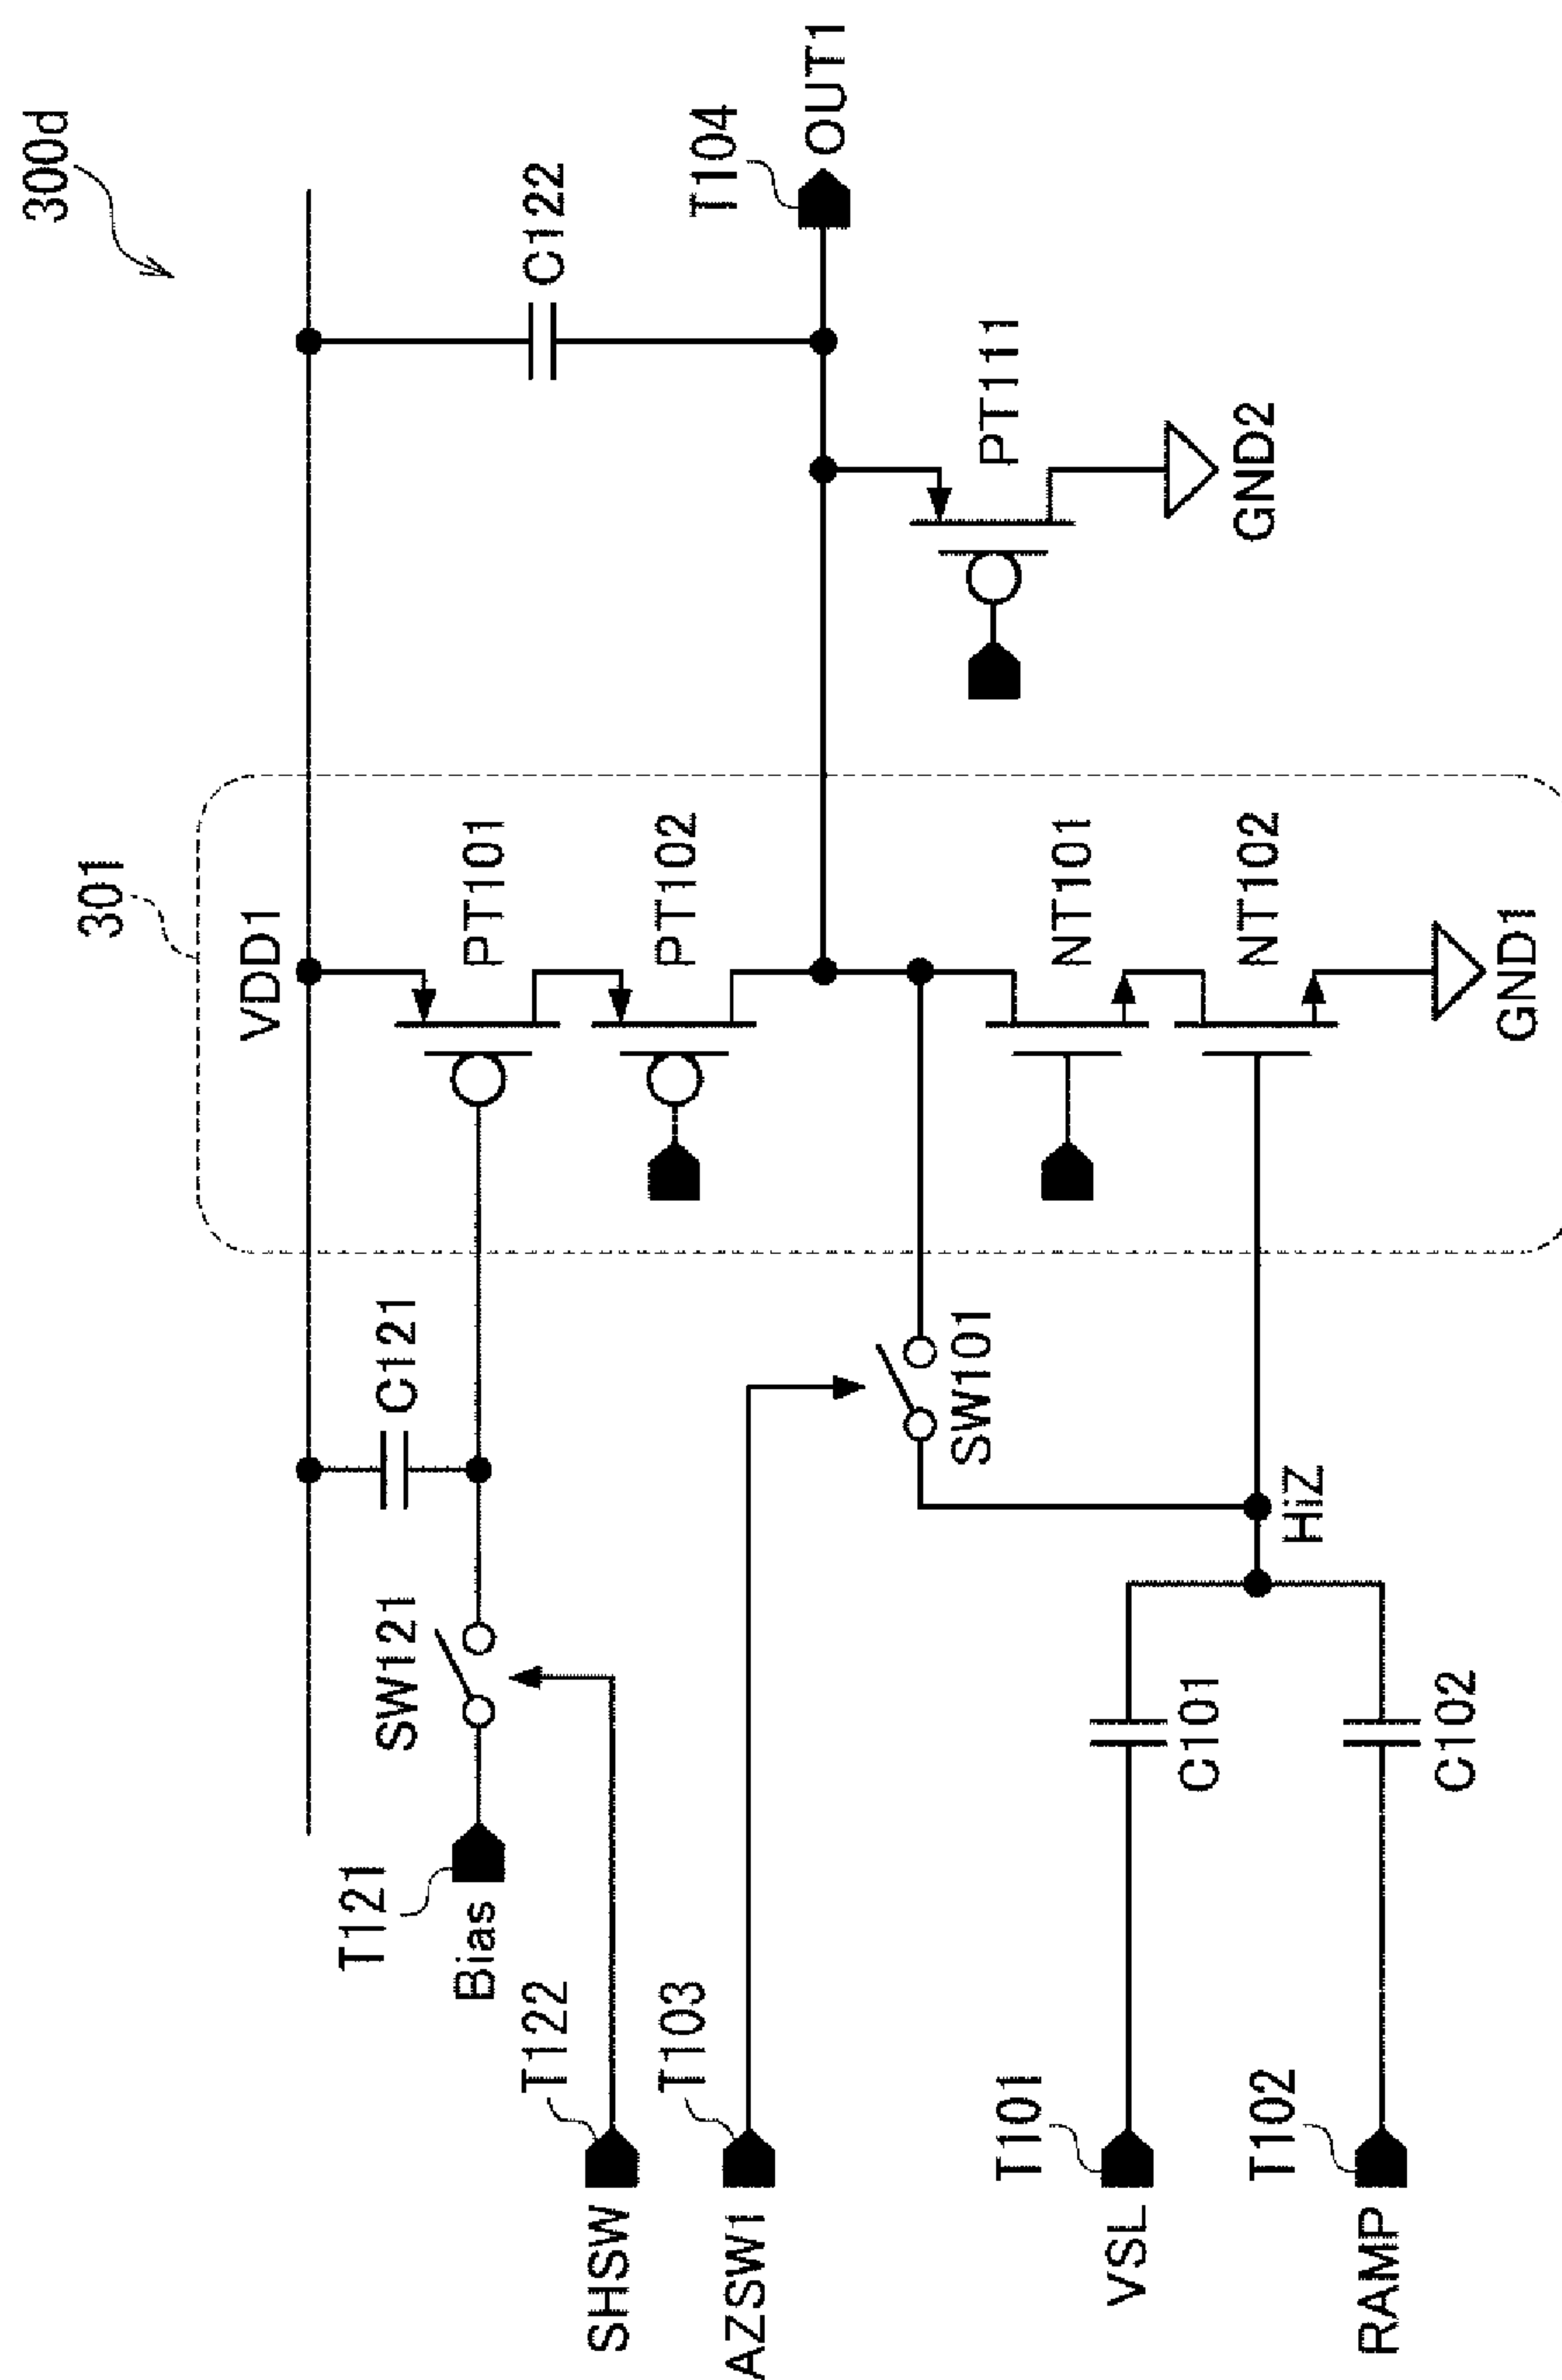 300d
301
VDD1
C121
SW121
T121
Bias
PT101
PT102
C122
T104
OUT1
T122
SHSW
T103
AZSW1
SW101
PT111
GND2
NT101
NT102
HiZ
T101
VSL
C101
T102
RAMP
C102
GND1